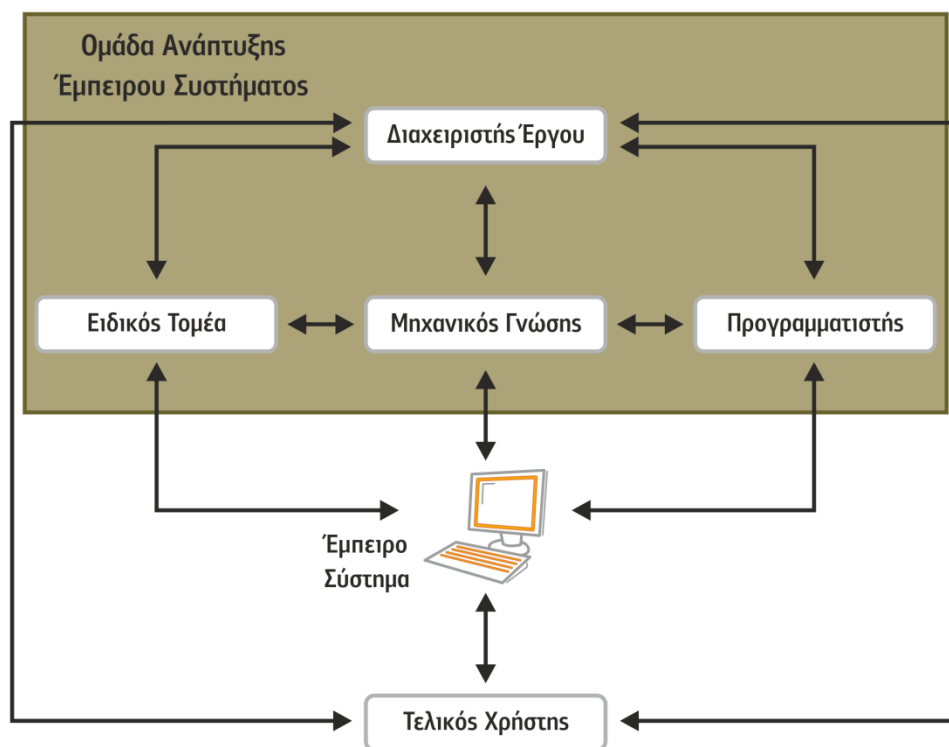 Ομάδα Ανάπτυξης
Έμπειρου Συστήματος
Διαχειριστής Έργου
Ειδικός Τομέα
Μηχανικός Γνώσης
Προγραμματιστής
Έμπειρο
Σύστημα
Τελικός Χρήστης